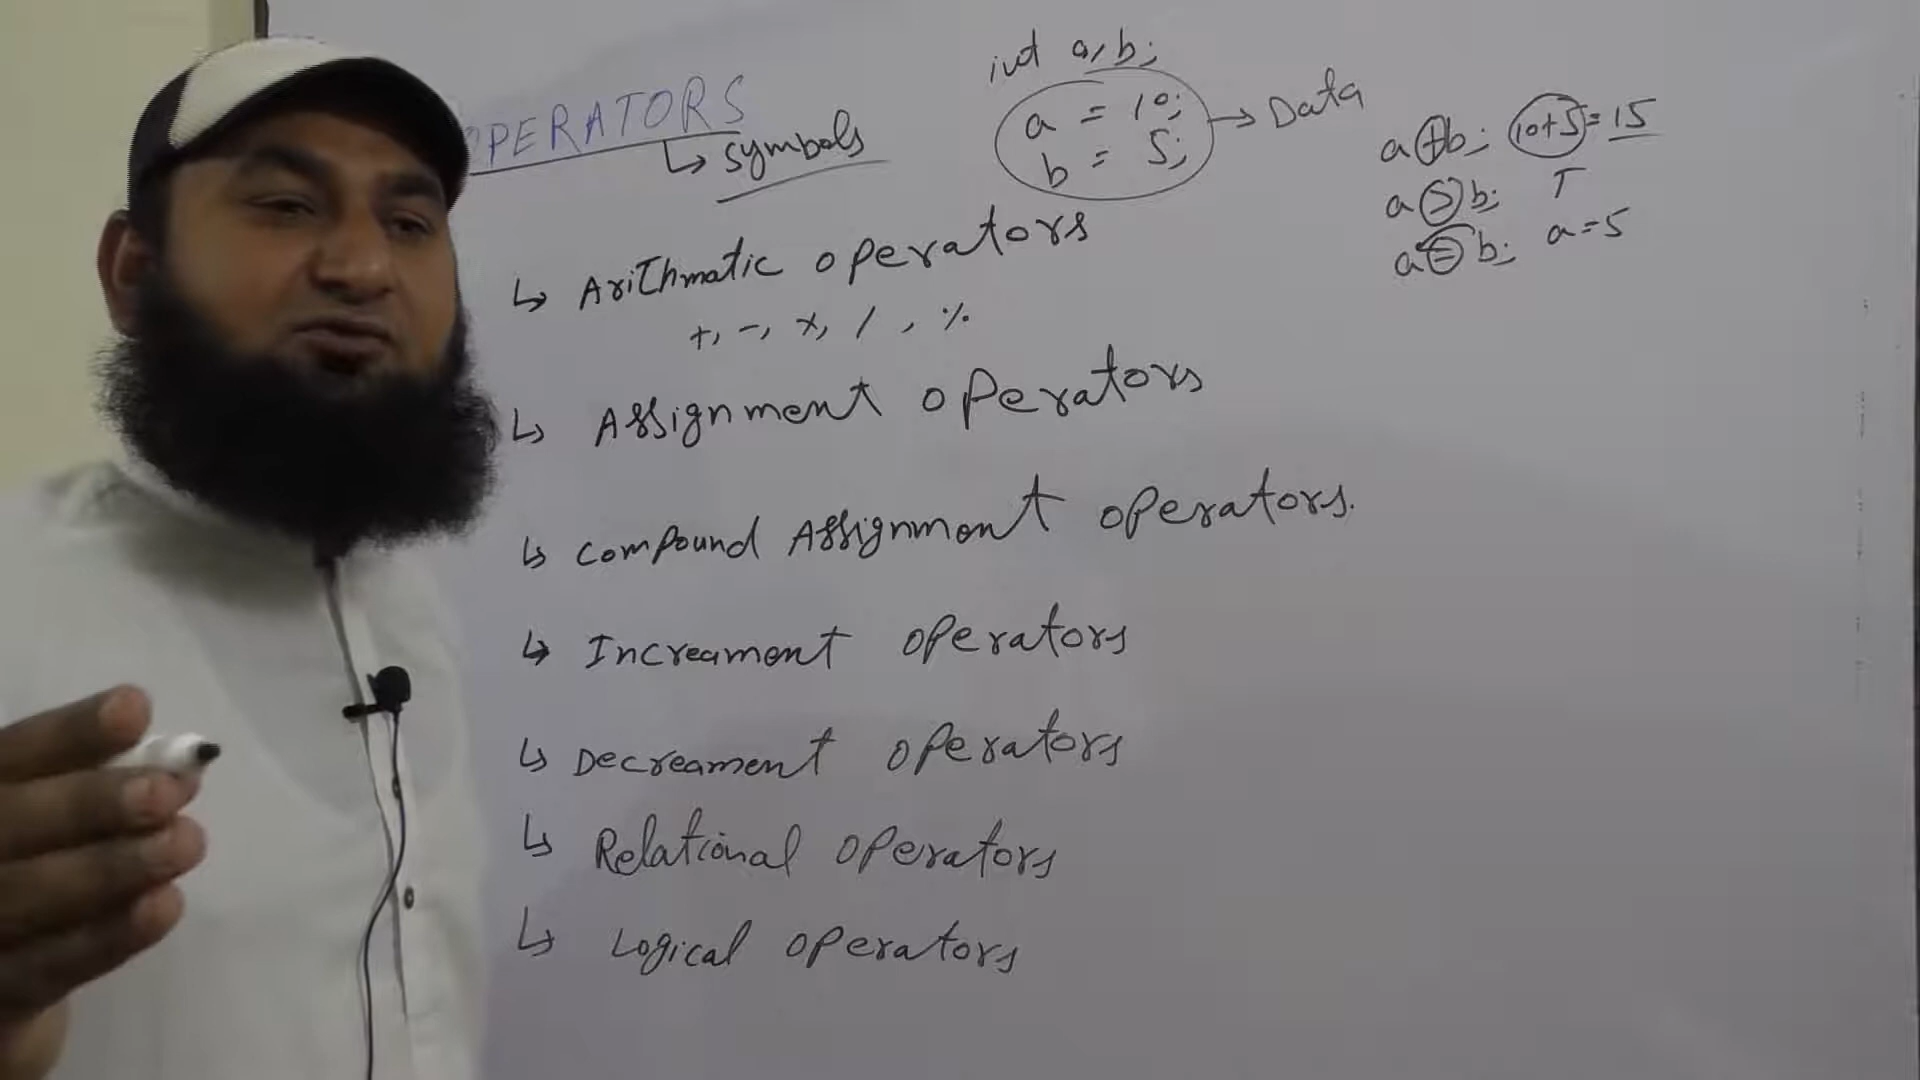 OPERATORS
↳ symbols
int a, b;
a = 10;
b = 5;
→ Data
a+b; 10+5 = 15
a > b; T
a = b; a=5
↳ AriThmatic operators
+, -, x, / , %
↳ Assignment operators
↳ compound Assignment operators.
↳ Increament operators
↳ Decreament operators
↳ Relational operators
↳ Logical operators